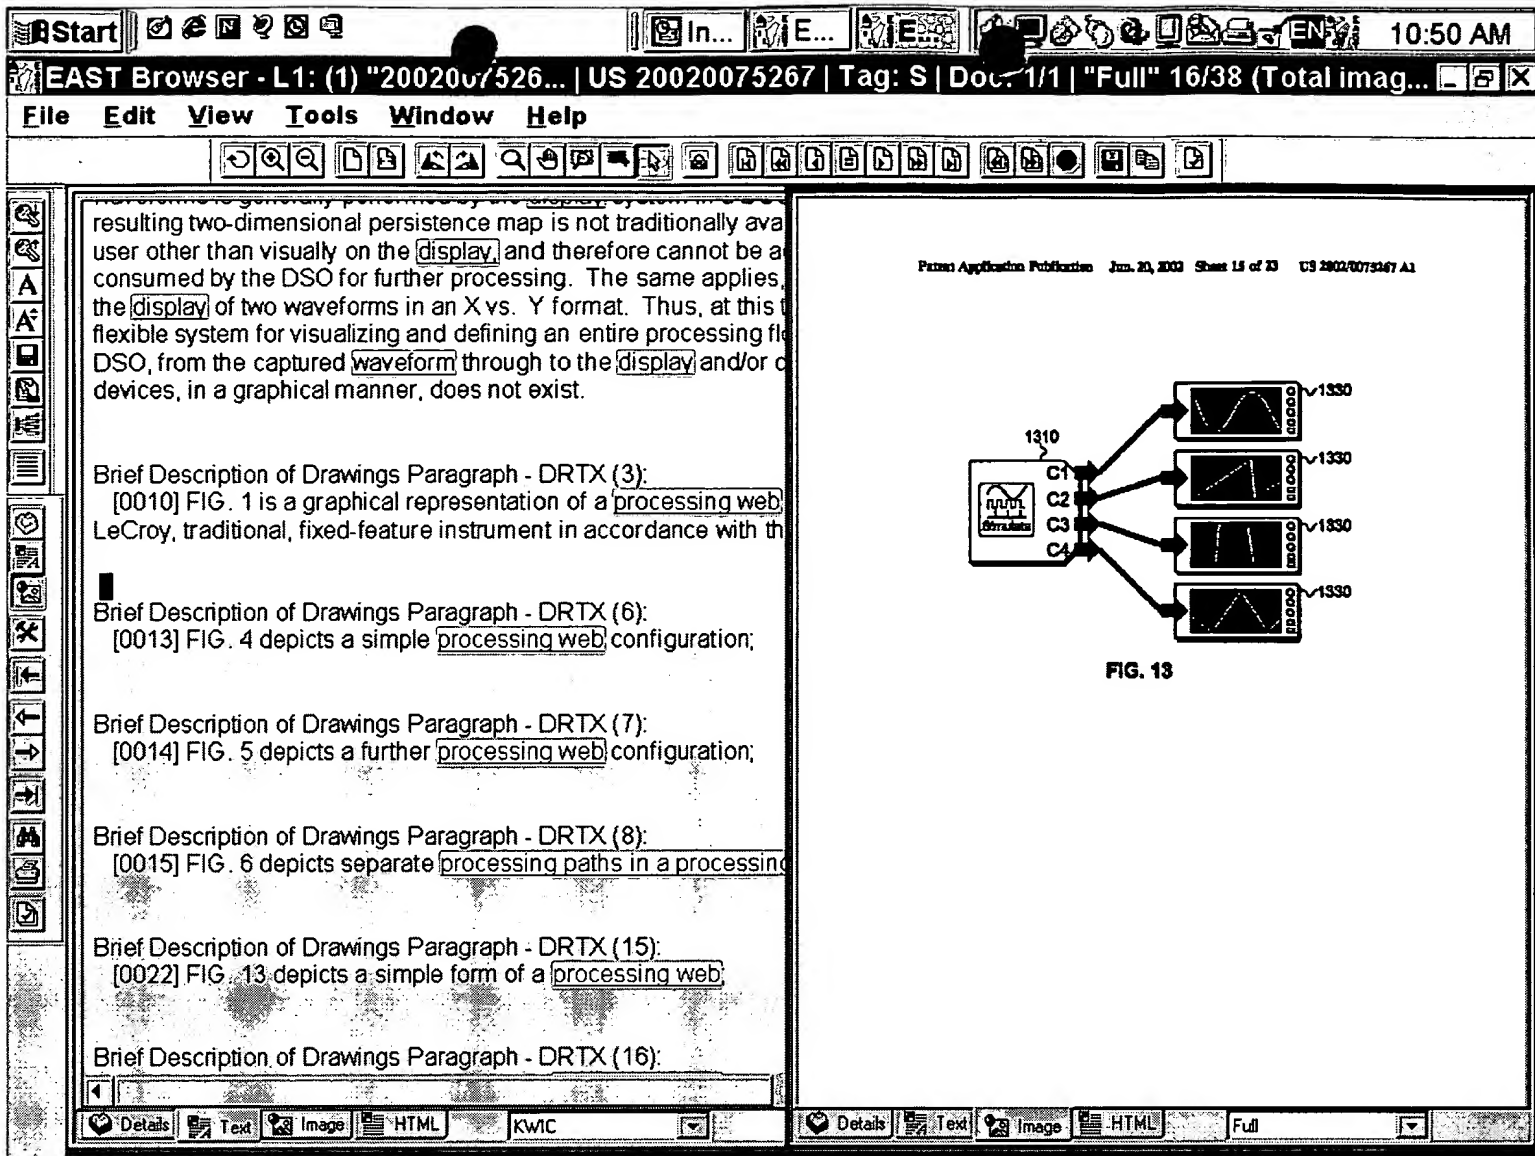 Start In... E... E... EN 10:50 AM
EAST Browser - L1: (1) "2002007526... | US 20020075267 | Tag: S | Doc: 1/1 | "Full" 16/38 (Total imag...
File Edit View Tools Window Help
resulting two-dimensional persistence map is not traditionally ava
user other than visually on the display, and therefore cannot be a
consumed by the DSO for further processing. The same applies,
the display of two waveforms in an X vs. Y format. Thus, at this t
flexible system for visualizing and defining an entire processing flo
DSO, from the captured waveform through to the display and/or o
devices, in a graphical manner, does not exist.
Brief Description of Drawings Paragraph - DRTX (3):
[0010] FIG. 1 is a graphical representation of a processing web
LeCroy, traditional, fixed-feature instrument in accordance with th
Brief Description of Drawings Paragraph - DRTX (6):
[0013] FIG. 4 depicts a simple processing web configuration;
Brief Description of Drawings Paragraph - DRTX (7):
[0014] FIG. 5 depicts a further processing web configuration;
Brief Description of Drawings Paragraph - DRTX (8):
[0015] FIG. 6 depicts separate processing paths in a processing
Brief Description of Drawings Paragraph - DRTX (15):
[0022] FIG. 13 depicts a simple form of a processing web;
Brief Description of Drawings Paragraph - DRTX (16):
Details Text Image HTML KWIC
Patent Application Publication Jun. 20, 2002 Sheet 15 of 33 US 2002/0075267 A1
1310
C1
C2
C3
C4
Simulate
1330
1330
1330
1330
FIG. 13
Details Text Image HTML Full